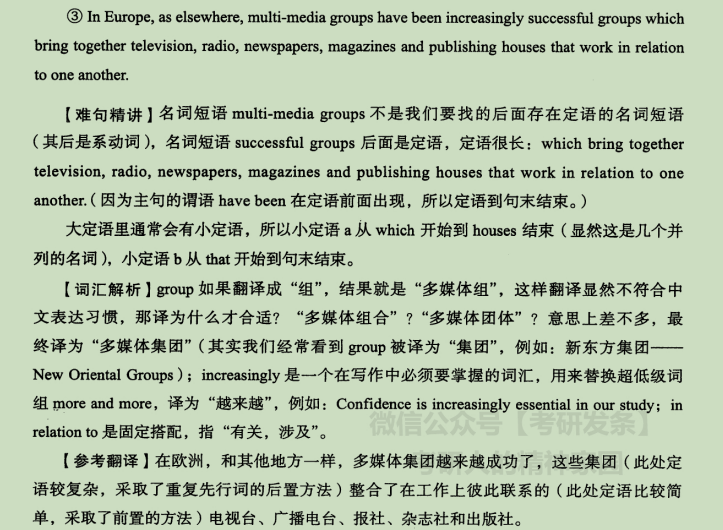 ③ In Europe, as elsewhere, multi-media groups have been increasingly successful groups which
bring together television, radio, newspapers, magazines and publishing houses that work in relation
to one another.
【难句精讲】名词短语 multi-media groups 不是我们要找的后面存在定语的名词短语
（其后是系动词），名词短语 successful groups 后面是定语，定语很长：which bring together
television, radio, newspapers, magazines and publishing houses that work in relation to one
another.（因为主句的谓语 have been 在定语前面出现，所以定语到句末结束。）
大定语里通常会有小定语，所以小定语 a 从 which 开始到 houses 结束（显然这是几个并
列的名词），小定语 b 从 that 开始到句末结束。
【词汇解析】group 如果翻译成“组”，结果就是“多媒体组”，这样翻译显然不符合中
文表达习惯，那译为什么才合适？“多媒体组合”？“多媒体团体”？意思上差不多，最
终译为“多媒体集团”（其实我们经常看到 group 被译为“集团”，例如：新东方集团——
New Oriental Groups）；increasingly 是一个在写作中必须要掌握的词汇，用来替换超低级词
组 more and more，译为“越来越”，例如：Confidence is increasingly essential in our study；in
relation to 是固定搭配，指“有关，涉及”。
微信公众号【考研发条】
【参考翻译】在欧洲，和其他地方一样，多媒体集团越来越成功了，这些集团（此处定
语较复杂，采取了重复先行词的后置方法）整合了在工作上彼此联系的（此处定语比较简
单，采取了前置的方法）电视台、广播电台、报社、杂志社和出版社。